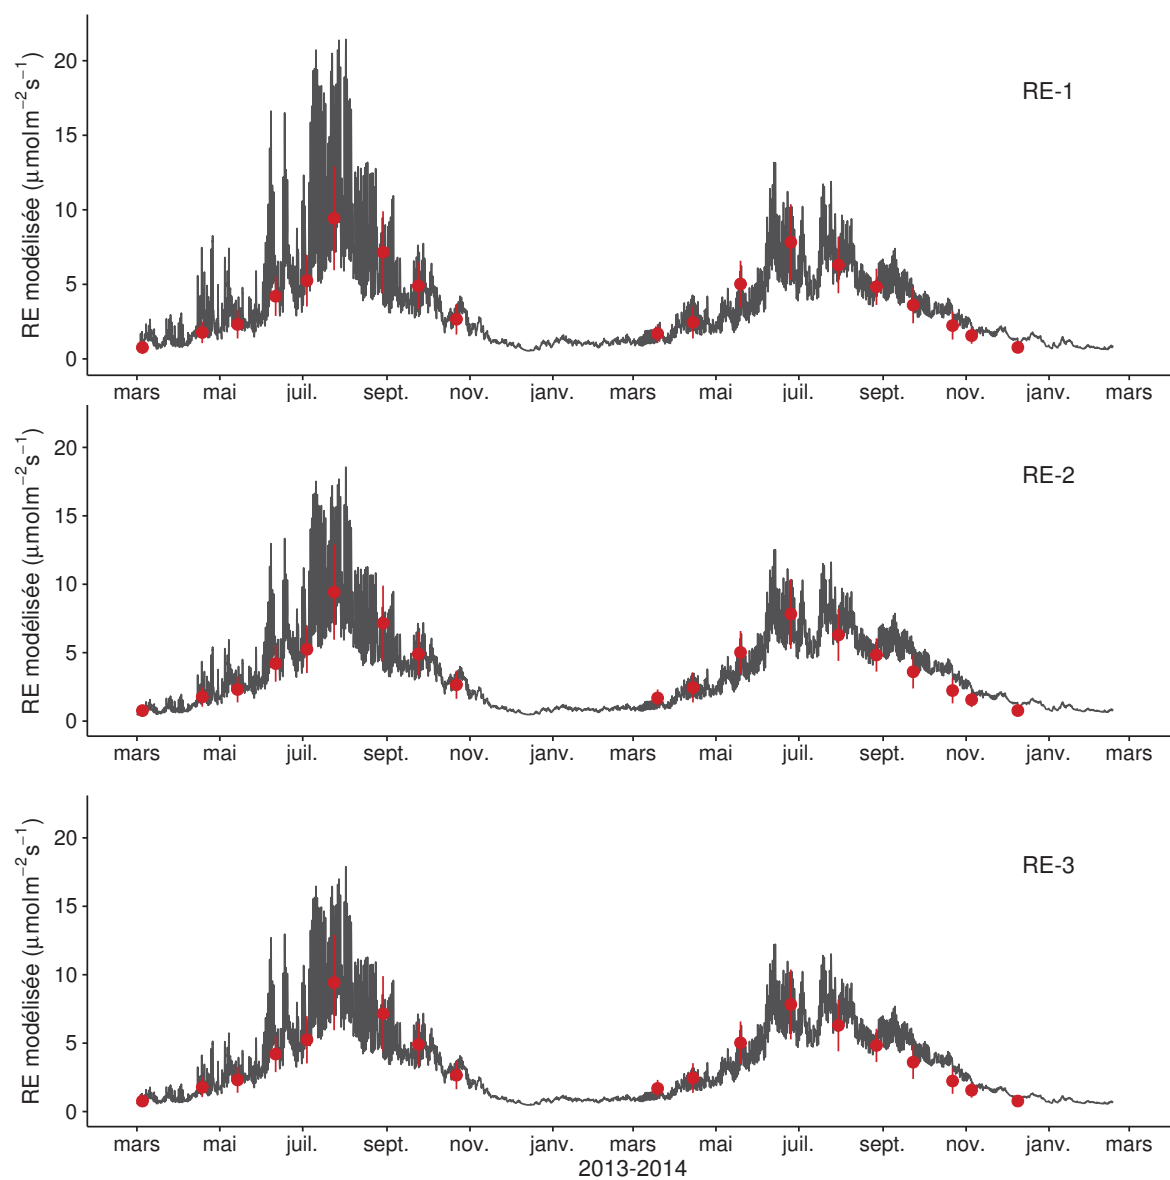 RE modélisée (μmolm⁻²s⁻¹)
20
15
10
5
0
RE-1
mars mai juil. sept. nov. janv. mars mai juil. sept. nov. janv. mars
RE modélisée (μmolm⁻²s⁻¹)
20
15
10
5
0
RE-2
mars mai juil. sept. nov. janv. mars mai juil. sept. nov. janv. mars
RE modélisée (μmolm⁻²s⁻¹)
20
15
10
5
0
RE-3
mars mai juil. sept. nov. janv. mars mai juil. sept. nov. janv. mars
2013-2014